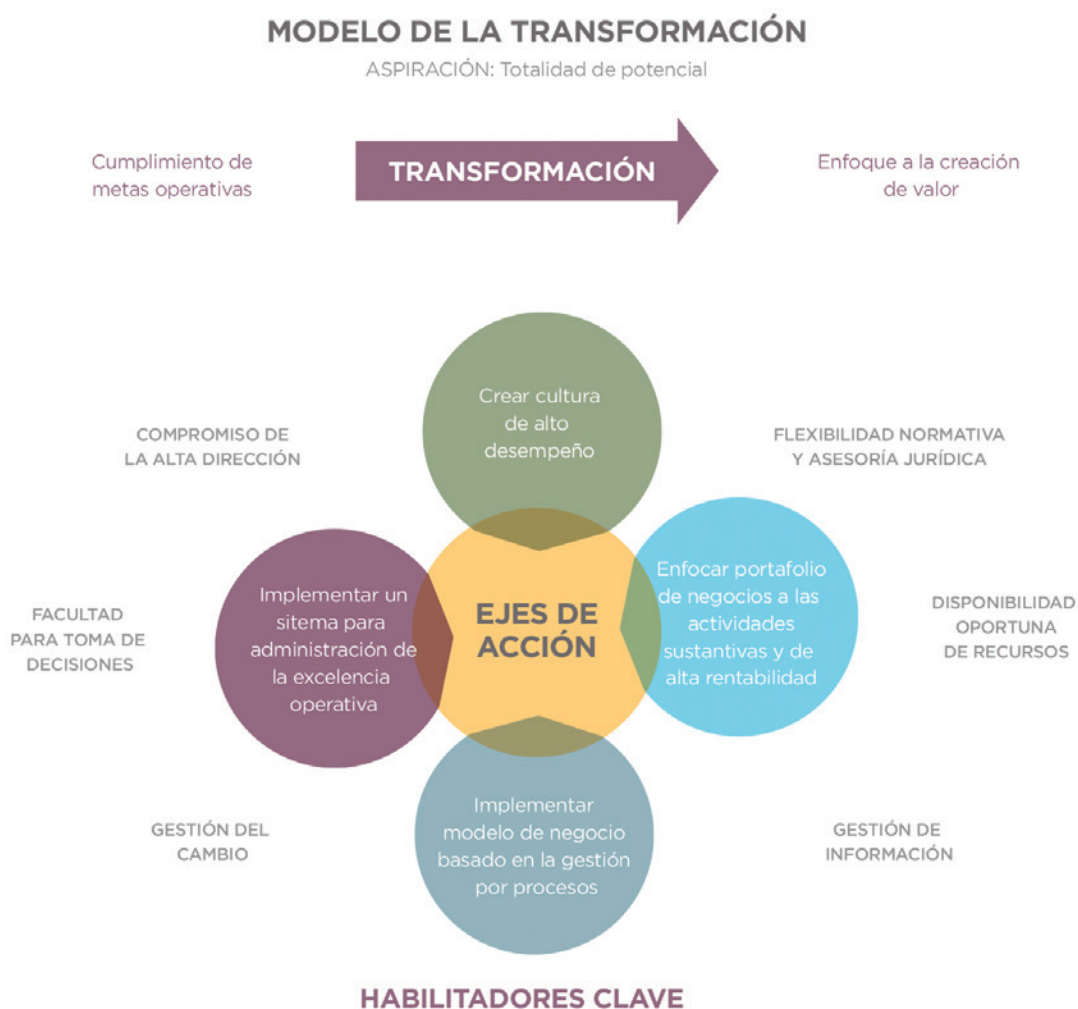 MODELO DE LA TRANSFORMACIÓN
ASPIRACIÓN: Totalidad de potencial
Cumplimiento de
metas operativas
TRANSFORMACIÓN
Enfoque a la creación
de valor
Crear cultura
de alto
desempeño
COMPROMISO DE
LA ALTA DIRECCIÓN
FLEXIBILIDAD NORMATIVA
Y ASESORÍA JURÍDICA
FACULTAD
PARA TOMA DE
DECISIONES
Implementar un
sitema para
administración de
la excelencia
operativa
EJES DE
ACCIÓN
Enfocar portafolio
de negocios a las
actividades
sustantivas y de
alta rentabilidad
DISPONIBILIDAD
OPORTUNA
DE RECURSOS
GESTIÓN DEL
CAMBIO
Implementar
modelo de negocio
basado en la gestión
por procesos
GESTIÓN DE
INFORMACIÓN
HABILITADORES CLAVE